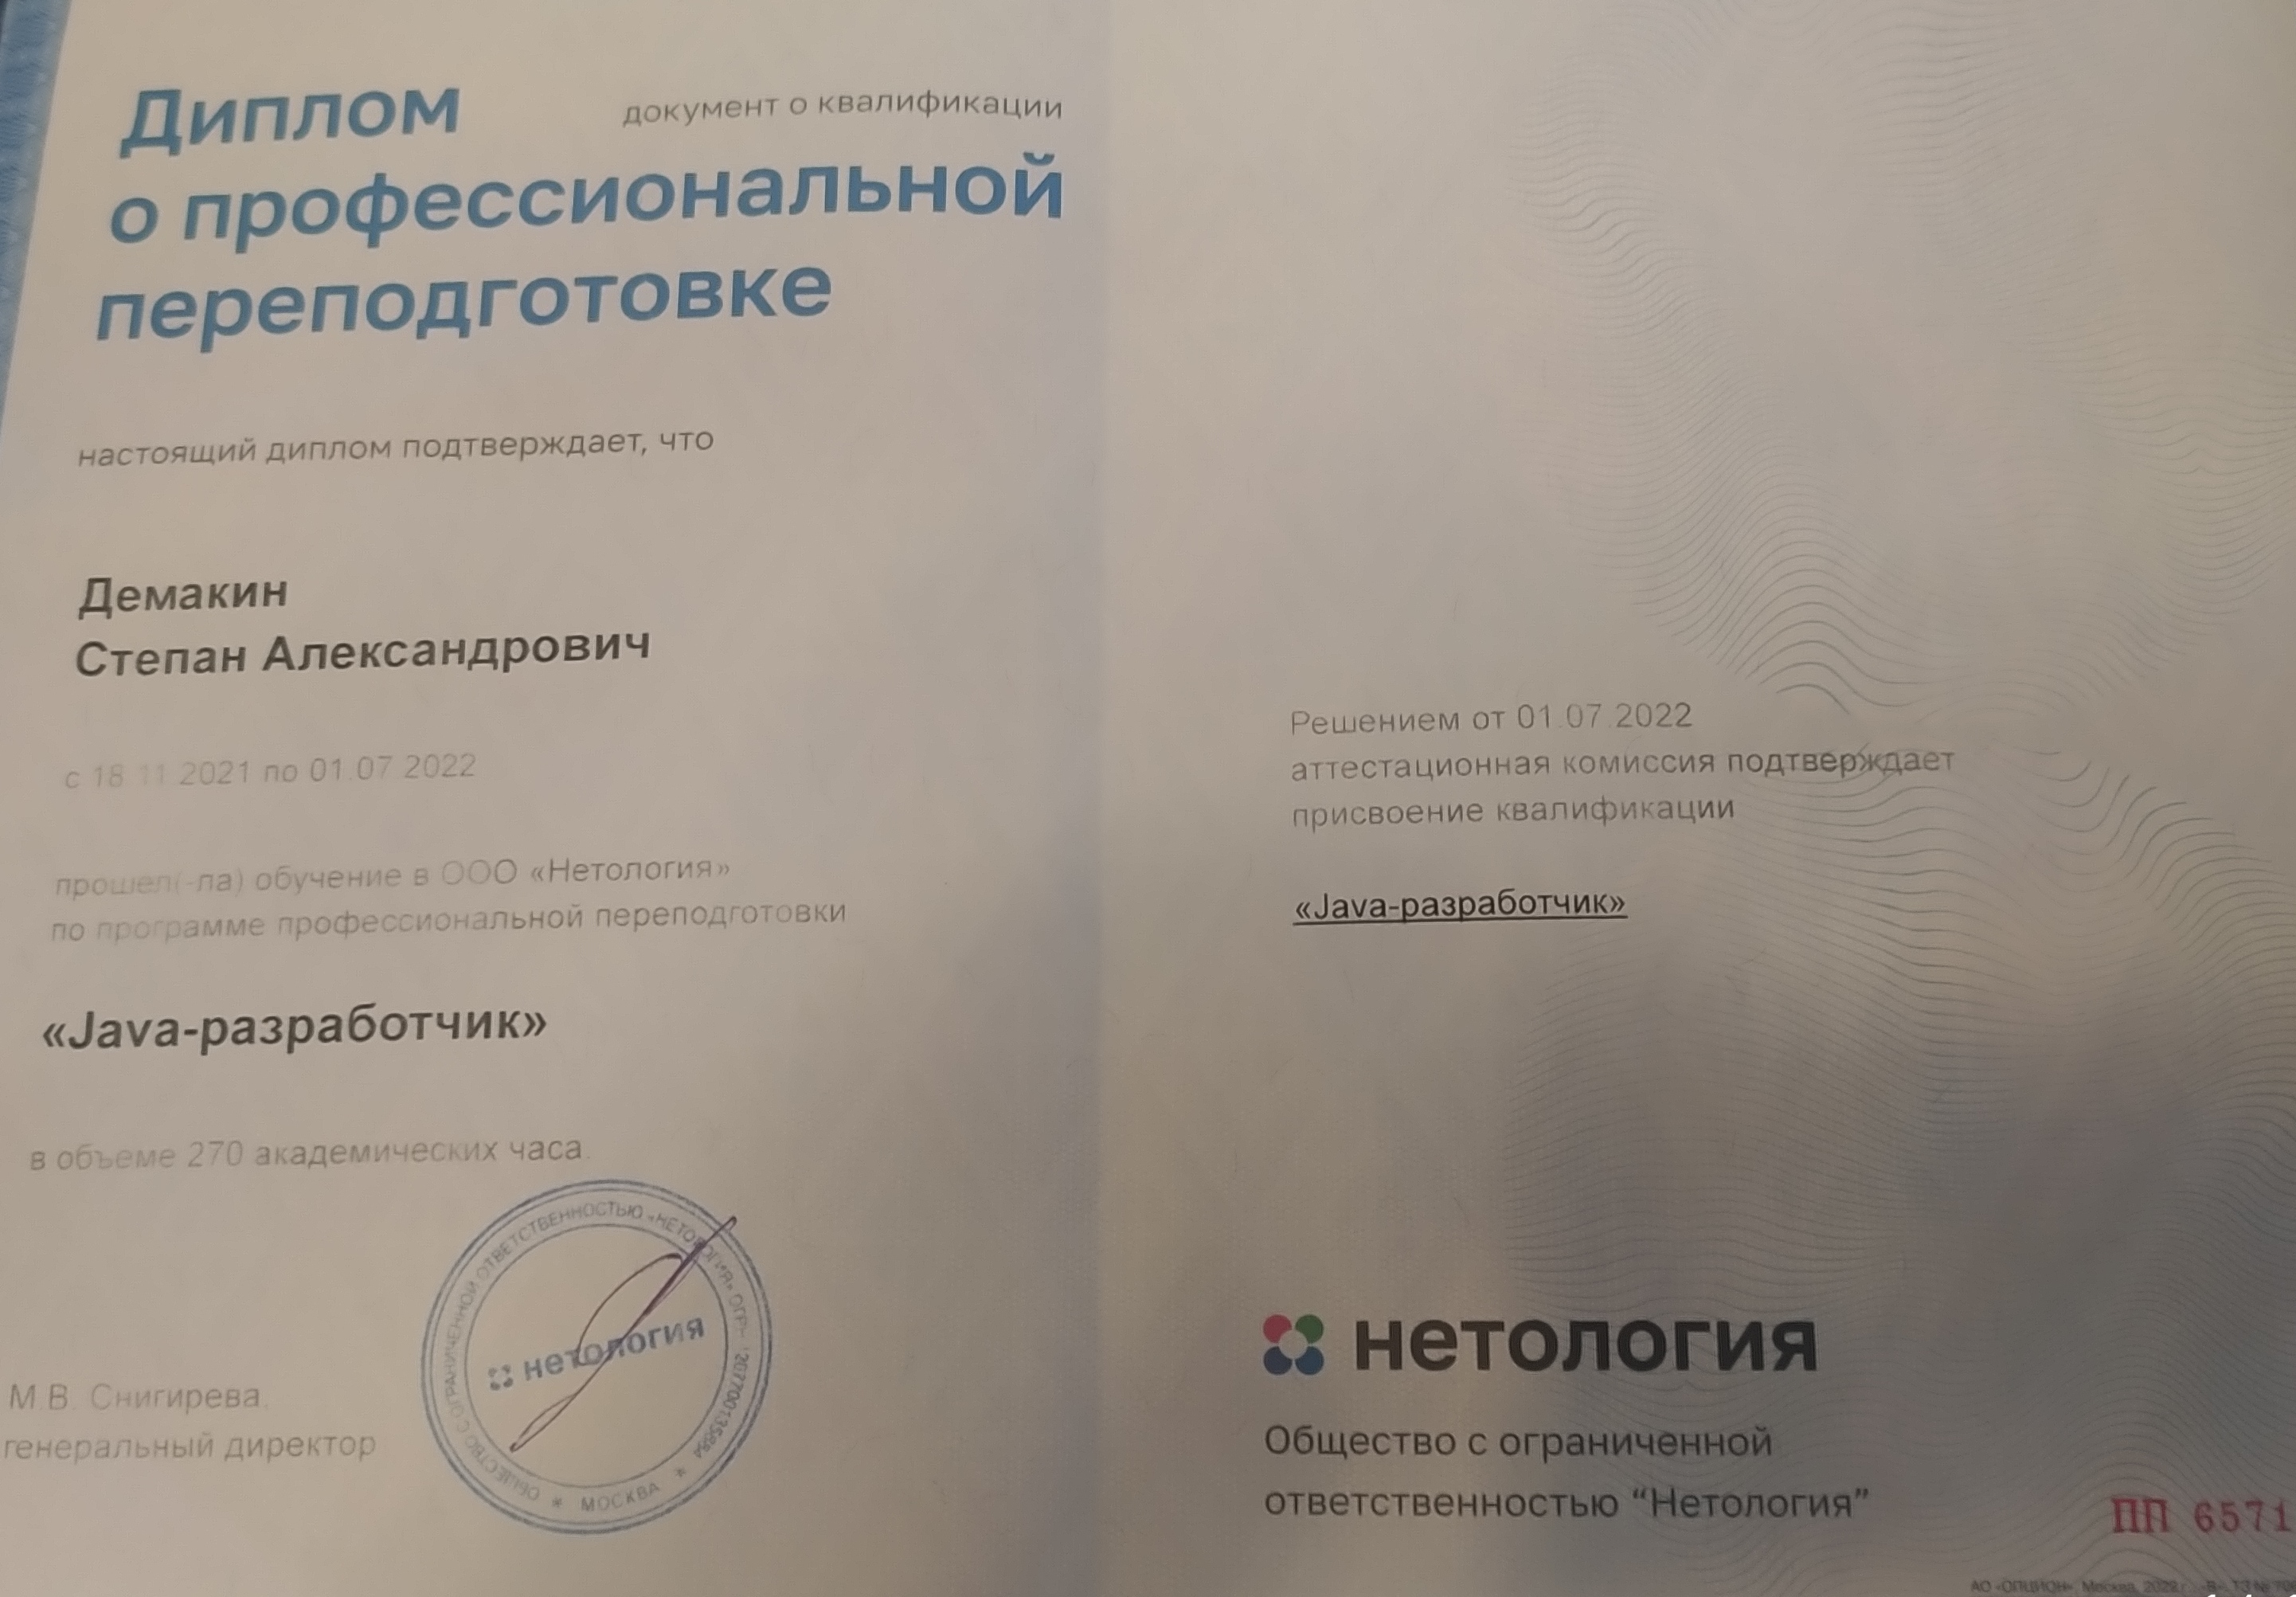 Диплом
документ о квалификации
о профессиональной
переподготовке
настоящий диплом подтверждает, что
Демакин
Степан Александрович
с 18.11.2021 по 01.07.2022
прошел(-ла) обучение в ООО «Нетология»
по программе профессиональной переподготовки
«Java-разработчик»
в объеме 270 академических часа.
ОБЩЕСТВО С ОГРАНИЧЕННОЙ ОТВЕТСТВЕННОСТЬЮ «НЕТОЛОГИЯ» ОГРН
* МОСКВА *
нетология
М.В. Снигирева,
генеральный директор
Решением от 01.07.2022
аттестационная комиссия подтверждает
присвоение квалификации
«Java-разработчик»
нетология
Общество с ограниченной
ответственностью “Нетология”
ПП 6571
АО «ОПЦИОН», Москва, 2022 г.